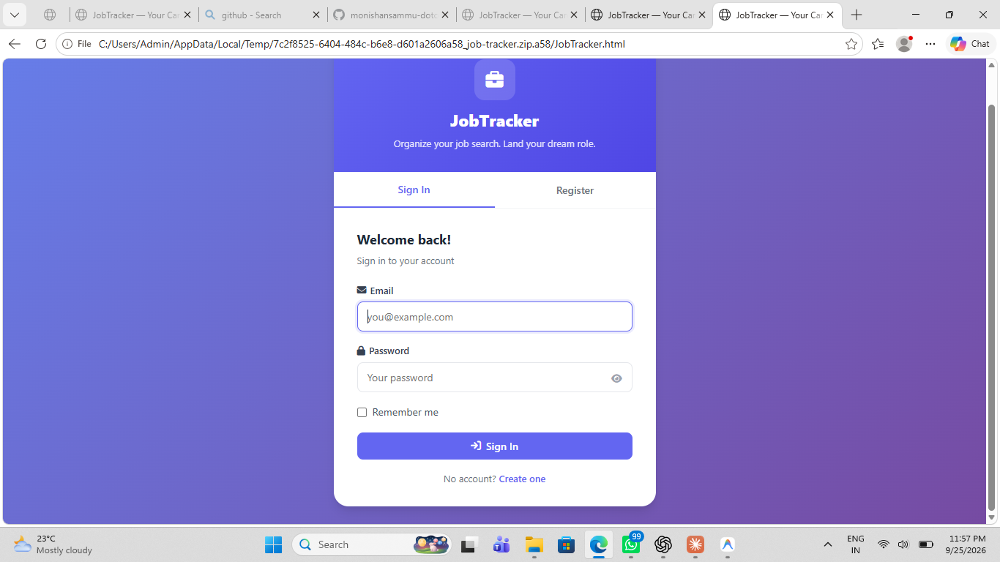 JobTracker — Your Car
github - Search
monishansammu-dotc
JobTracker — Your Car
JobTracker — Your Car
JobTracker — Your Car
File
C:/Users/Admin/AppData/Local/Temp/7c2f8525-6404-484c-b6e8-d601a2606a58_job-tracker.zip.a58/JobTracker.html
Chat
JobTracker
Organize your job search. Land your dream role.
Sign In
Register
Welcome back!
Sign in to your account
Email
you@example.com
Password
Your password
Remember me
Sign In
No account? Create one
23°C
Mostly cloudy
Search
99
ENG
IN
11:57 PM
9/25/2026